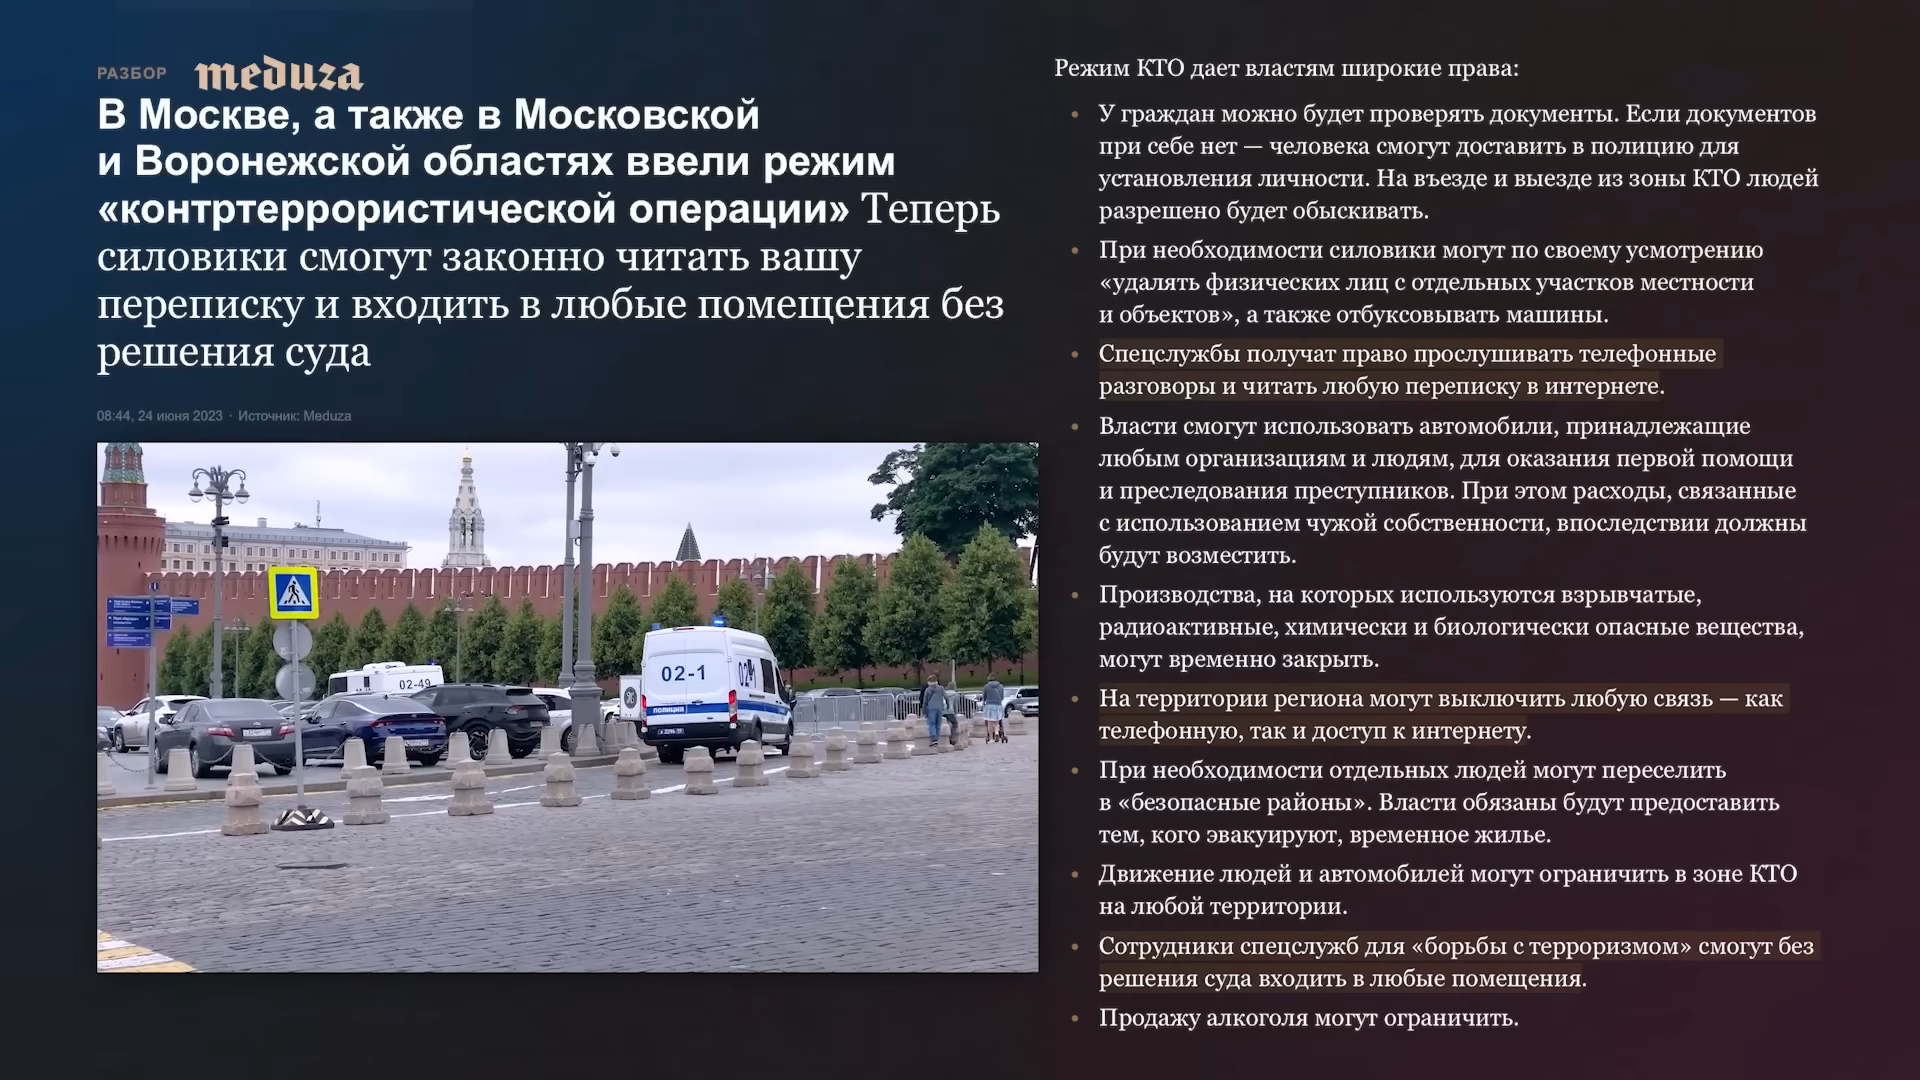 РАЗБОР meduza
В Москве, а также в Московской
и Воронежской областях ввели режим
«контртеррористической операции» Теперь
силовики смогут законно читать вашу
переписку и входить в любые помещения без
решения суда
08:44, 24 июня 2023 · Источник: Meduza
02-49
02-1
ПОЛИЦИЯ
Режим КТО дает властям широкие права:
• У граждан можно будет проверять документы. Если документов
при себе нет — человека смогут доставить в полицию для
установления личности. На въезде и выезде из зоны КТО людей
разрешено будет обыскивать.
• При необходимости силовики могут по своему усмотрению
«удалять физических лиц с отдельных участков местности
и объектов», а также отбуксовывать машины.
• Спецслужбы получат право прослушивать телефонные
разговоры и читать любую переписку в интернете.
• Власти смогут использовать автомобили, принадлежащие
любым организациям и людям, для оказания первой помощи
и преследования преступников. При этом расходы, связанные
с использованием чужой собственности, впоследствии должны
будут возместить.
• Производства, на которых используются взрывчатые,
радиоактивные, химически и биологически опасные вещества,
могут временно закрыть.
• На территории региона могут выключить любую связь — как
телефонную, так и доступ к интернету.
• При необходимости отдельных людей могут переселить
в «безопасные районы». Власти обязаны будут предоставить
тем, кого эвакуируют, временное жилье.
• Движение людей и автомобилей могут ограничить в зоне КТО
на любой территории.
• Сотрудники спецслужб для «борьбы с терроризмом» смогут без
решения суда входить в любые помещения.
• Продажу алкоголя могут ограничить.